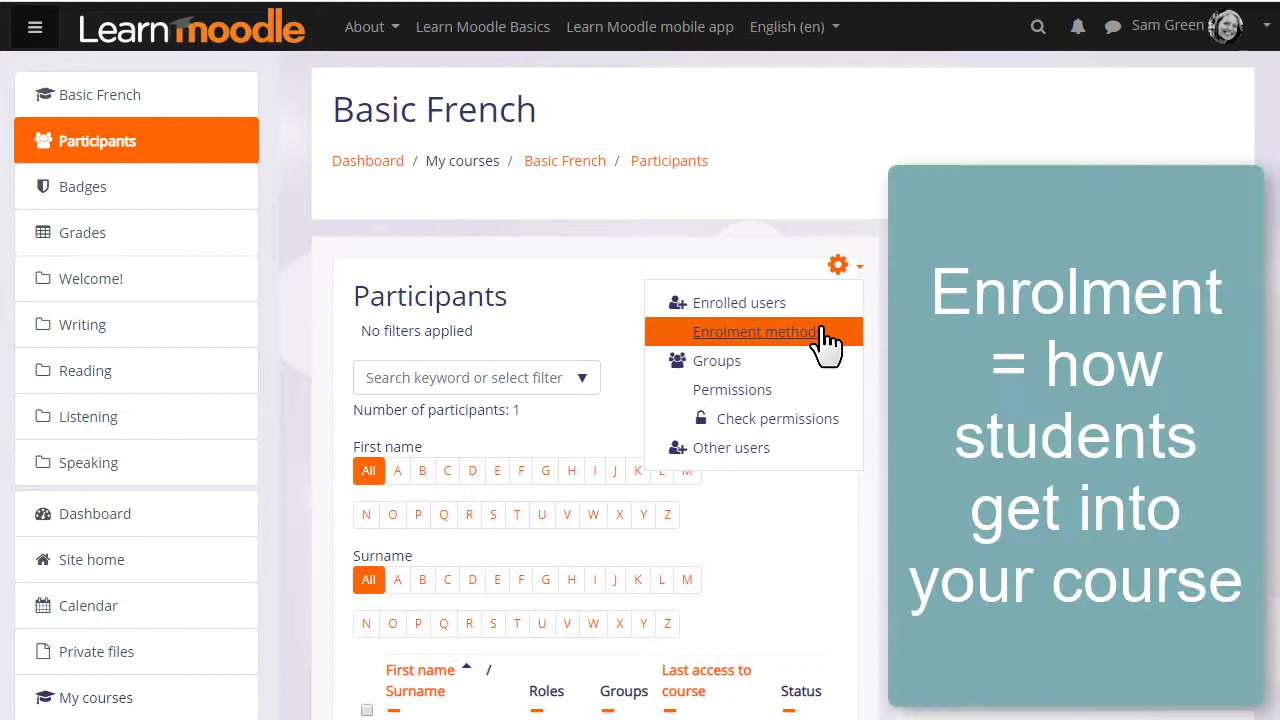 Learn moodle
About
Learn Moodle Basics
Learn Moodle mobile app
English (en)
Sam Green
Basic French
Participants
Badges
Grades
Welcome!
Writing
Reading
Listening
Speaking
Dashboard
Site home
Calendar
Private files
My courses
Basic French
Dashboard / My courses / Basic French / Participants
Participants
No filters applied
Search keyword or select filter
Number of participants: 1
Enrolled users
Enrolment method
Groups
Permissions
Check permissions
Other users
First name
All A B C D E F G H I J K L M
N O P Q R S T U V W X Y Z
Surname
All A B C D E F G H I J K L M
N O P Q R S T U V W X Y Z
First name / Surname
Roles
Groups
Last access to course
Status
Enrolment
= how
students
get into
your course